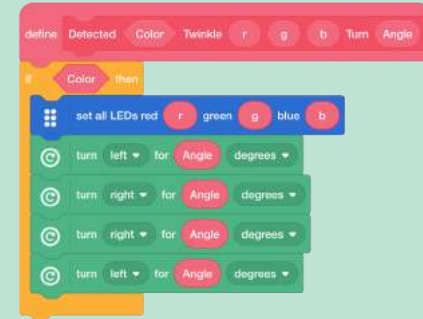 define Detected Color Twinkle r g b Turn Angle
if Color then
set all LEDs red r green g blue b
turn left for Angle degrees
turn right for Angle degrees
turn right for Angle degrees
turn left for Angle degrees